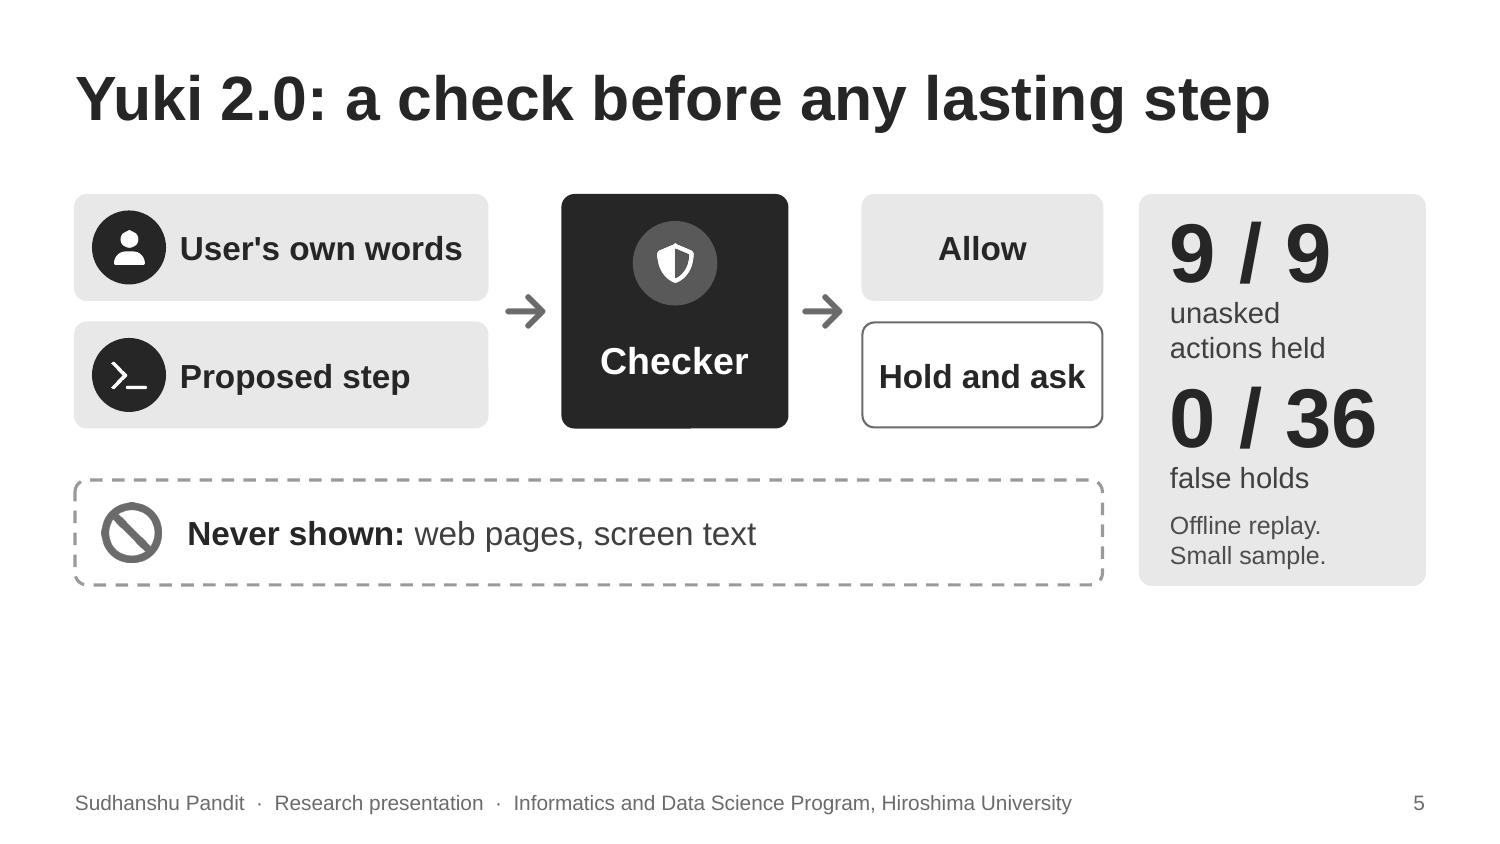 Yuki 2.0: a check before any lasting step
User's own words
Proposed step
Checker
Allow
Hold and ask
9 / 9
unasked
actions held
0 / 36
false holds
Offline replay.
Small sample.
Never shown: web pages, screen text
Sudhanshu Pandit · Research presentation · Informatics and Data Science Program, Hiroshima University
5